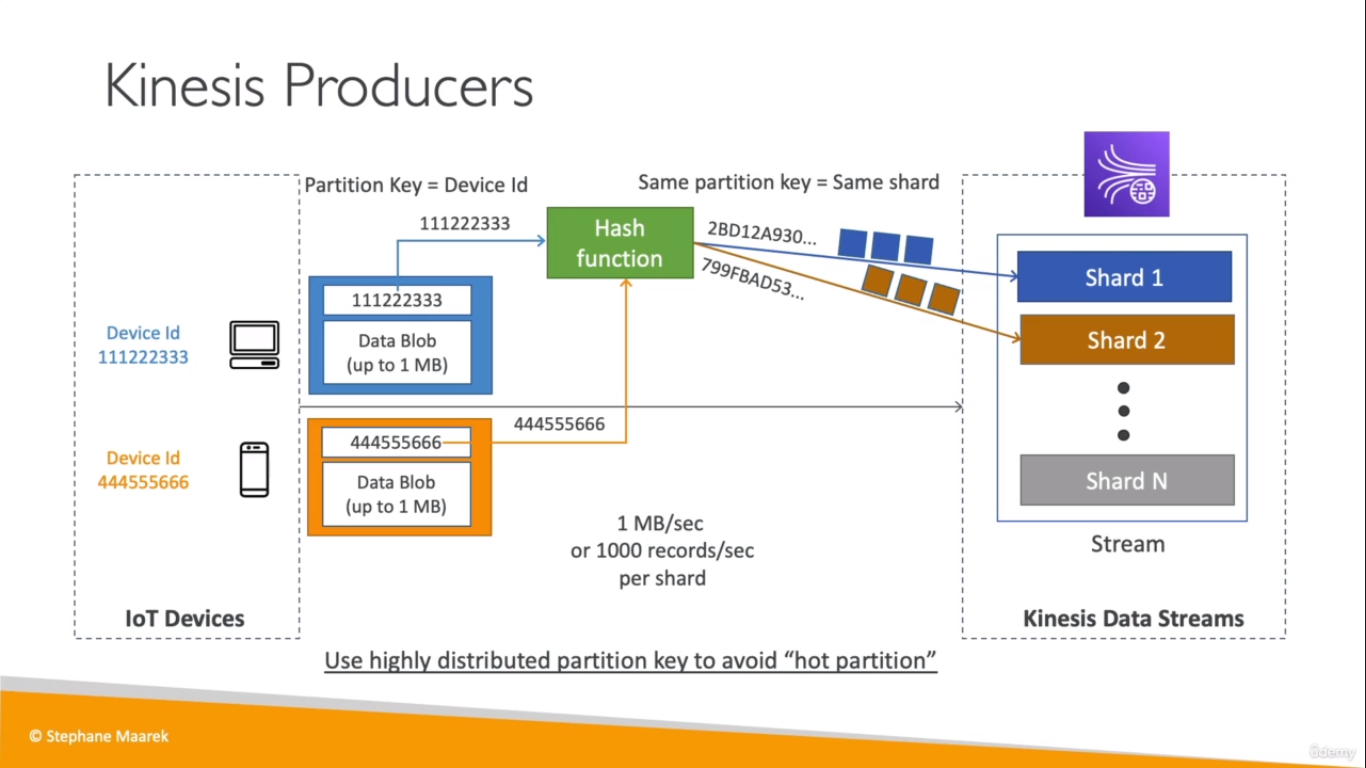 Kinesis Producers
Partition Key = Device Id
Same partition key = Same shard
111222333
Hash
function
2BD12A930...
799FBAD53...
Device Id
111222333
111222333
Data Blob
(up to 1 MB)
Shard 1
Shard 2
Device Id
444555666
444555666
444555666
Data Blob
(up to 1 MB)
Shard N
1 MB/sec
or 1000 records/sec
per shard
Stream
IoT Devices
Kinesis Data Streams
Use highly distributed partition key to avoid “hot partition”
© Stephane Maarek
ûdemy